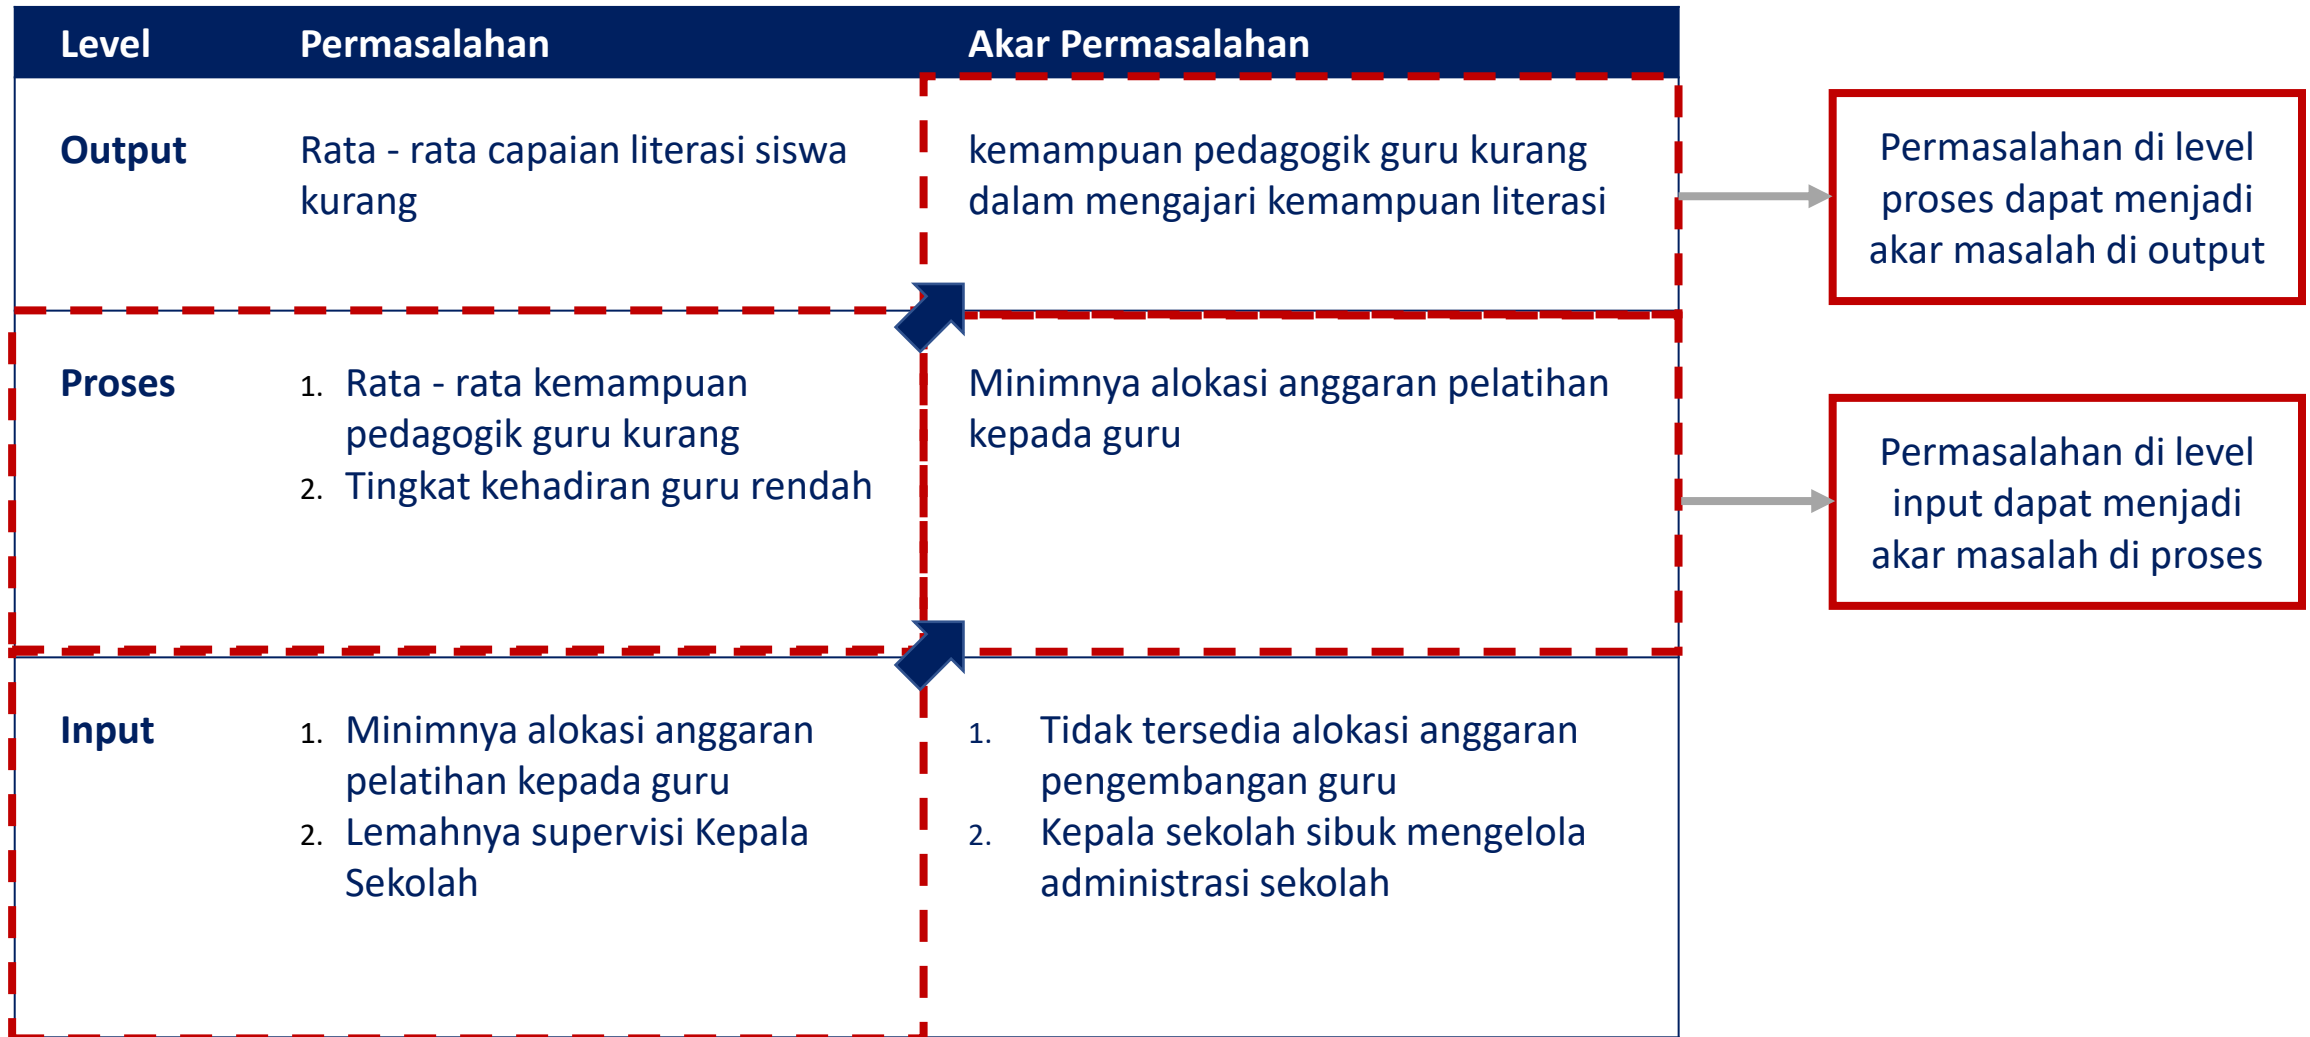 Level Permasalahan Akar Permasalahan
Output
Rata - rata capaian literasi siswa
kurang
kemampuan pedagogik guru kurang
dalam mengajari kemampuan literasi
Permasalahan di level
proses dapat menjadi
akar masalah di output
Proses
1. Rata - rata kemampuan
pedagogik guru kurang
2. Tingkat kehadiran guru rendah
Minimnya alokasi anggaran pelatihan
kepada guru
Permasalahan di level
input dapat menjadi
akar masalah di proses
Input
1. Minimnya alokasi anggaran
pelatihan kepada guru
2. Lemahnya supervisi Kepala
Sekolah
1. Tidak tersedia alokasi anggaran
pengembangan guru
2. Kepala sekolah sibuk mengelola
administrasi sekolah